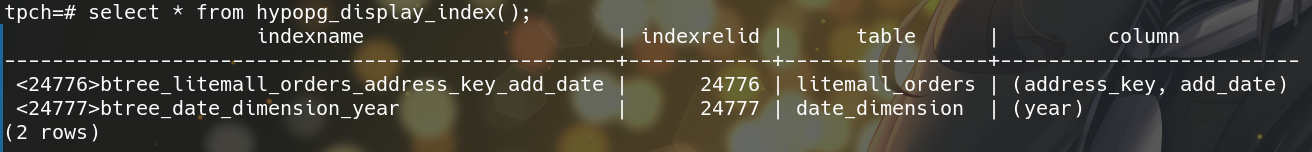 tpch=# select * from hypopg_display_index();
                     indexname                      | indexrelid |      table      |         column
----------------------------------------------------+------------+-----------------+-------------------------
 <24776>btree_litemall_orders_address_key_add_date |      24776 | litemall_orders | (address_key, add_date)
 <24777>btree_date_dimension_year                  |      24777 | date_dimension  | (year)
(2 rows)